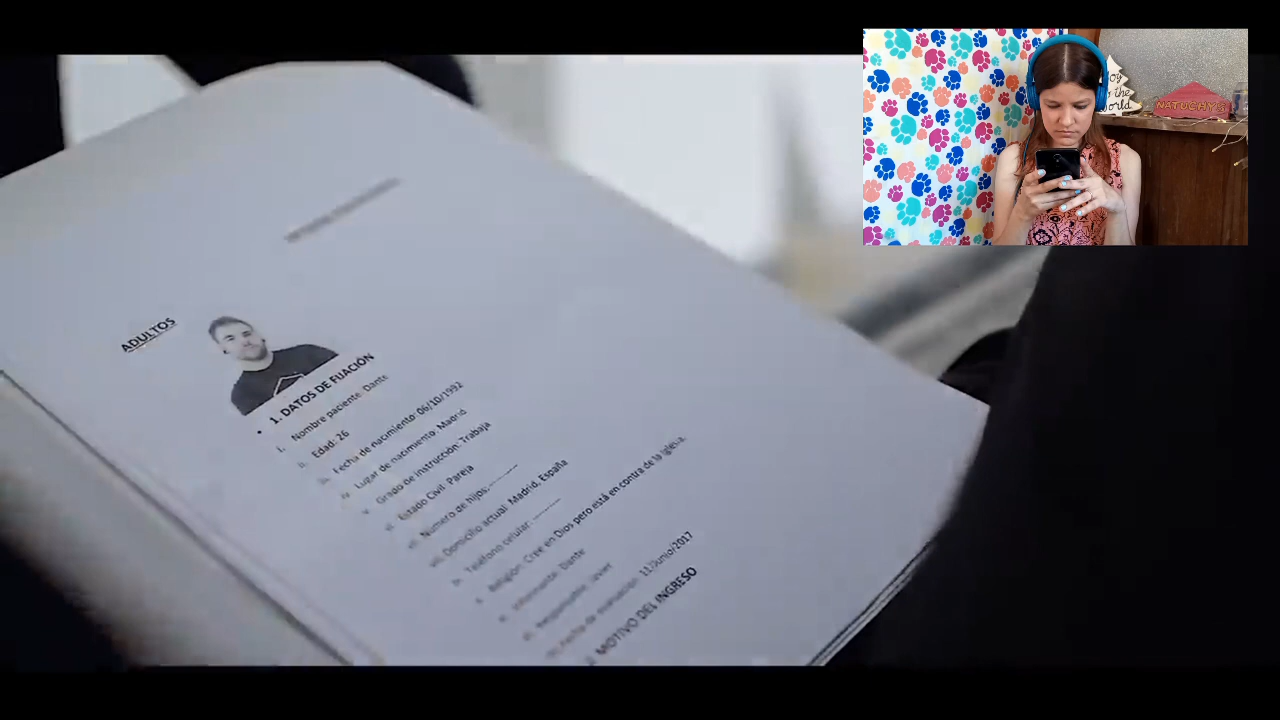 ADULTOS
• 1. DATOS DE FIJACIÓN
i. Nombre paciente: Dante
ii. Edad: 26
iii. Fecha de nacimiento: 06/10/1992
iv. Lugar de nacimiento: Madrid
v. Grado de instrucción: Trabaja
vi. Estado Civil: Pareja
vii. Número de hijos: ----------
viii. Domicilio actual: Madrid, España
ix. Teléfono celular: ----------
x. Religión: Cree en Dios pero está en contra de la iglesia.
xi. Informante: Dante
xii. Responsable: Javier
xiii. Fecha de evaluación: 11/Junio/2017
2. MOTIVO DEL INGRESO
Joy
to the
World
NATUCHYS